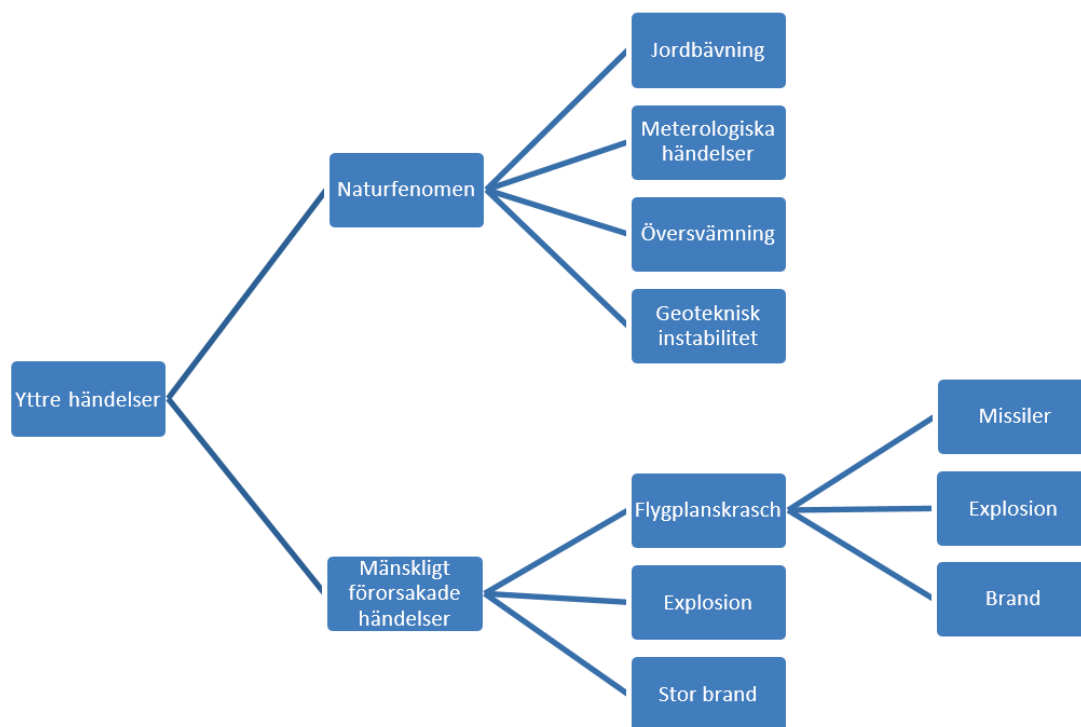 Yttre händelser
Naturfenomen
Jordbävning
Meterologiska
händelser
Översvämning
Geoteknisk
instabilitet
Mänskligt
förorsakade
händelser
Flygplanskrasch
Missiler
Explosion
Brand
Explosion
Stor brand